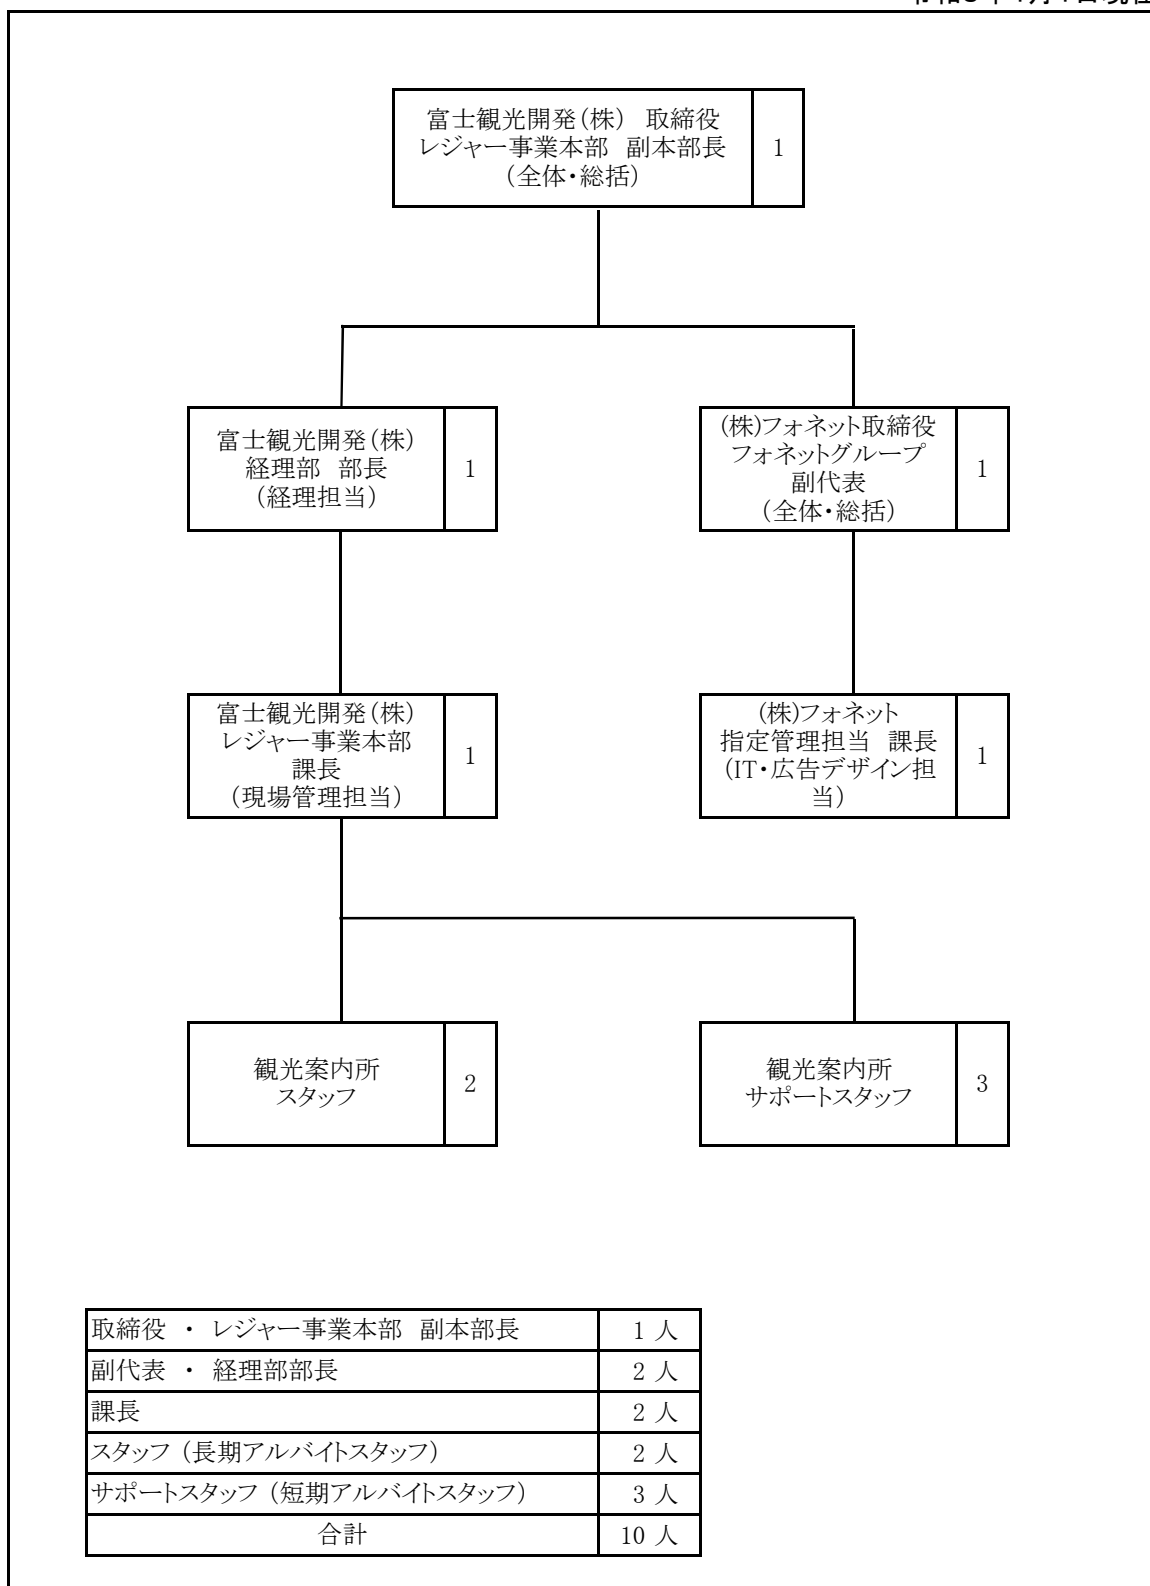 富士観光開発(株)　取締役
レジャー事業本部　副本部長
(全体・総括)
1
富士観光開発(株)
経理部　部長
(経理担当)
1
(株)フォネット取締役
フォネットグループ
副代表
(全体・総括)
1
富士観光開発(株)
レジャー事業本部
課長
(現場管理担当)
1
(株)フォネット
指定管理担当　課長
(IT・広告デザイン担
当)
1
観光案内所
スタッフ
2
観光案内所
サポートスタッフ
3
取締役　・　レジャー事業本部　副本部長 1 人
副代表　・　経理部部長 2 人
課長 2 人
スタッフ (長期アルバイトスタッフ) 2 人
サポートスタッフ (短期アルバイトスタッフ) 3 人
合計 10 人